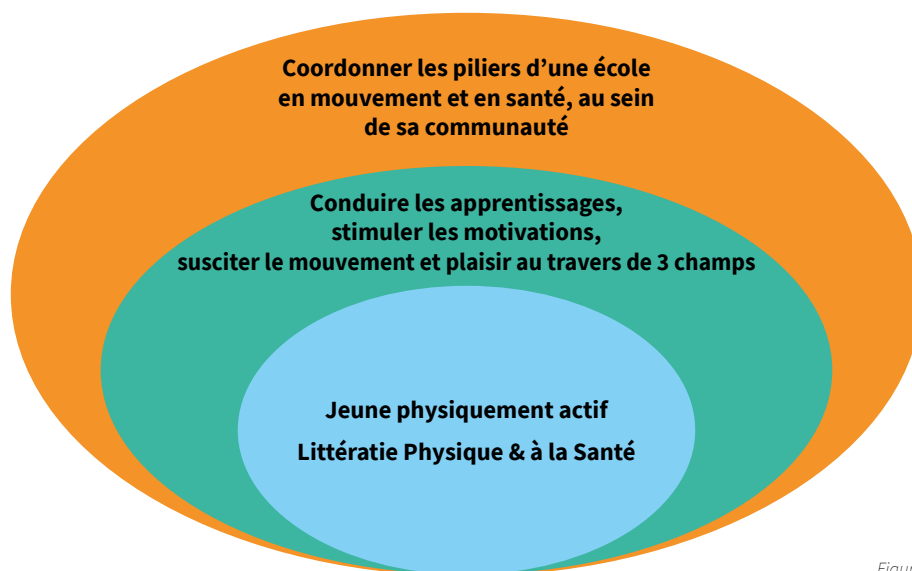 Coordonner les piliers d’une école
en mouvement et en santé, au sein
de sa communauté
Conduire les apprentissages,
stimuler les motivations,
susciter le mouvement et plaisir au travers de 3 champs
Jeune physiquement actif
Littératie Physique & à la Santé
Figur